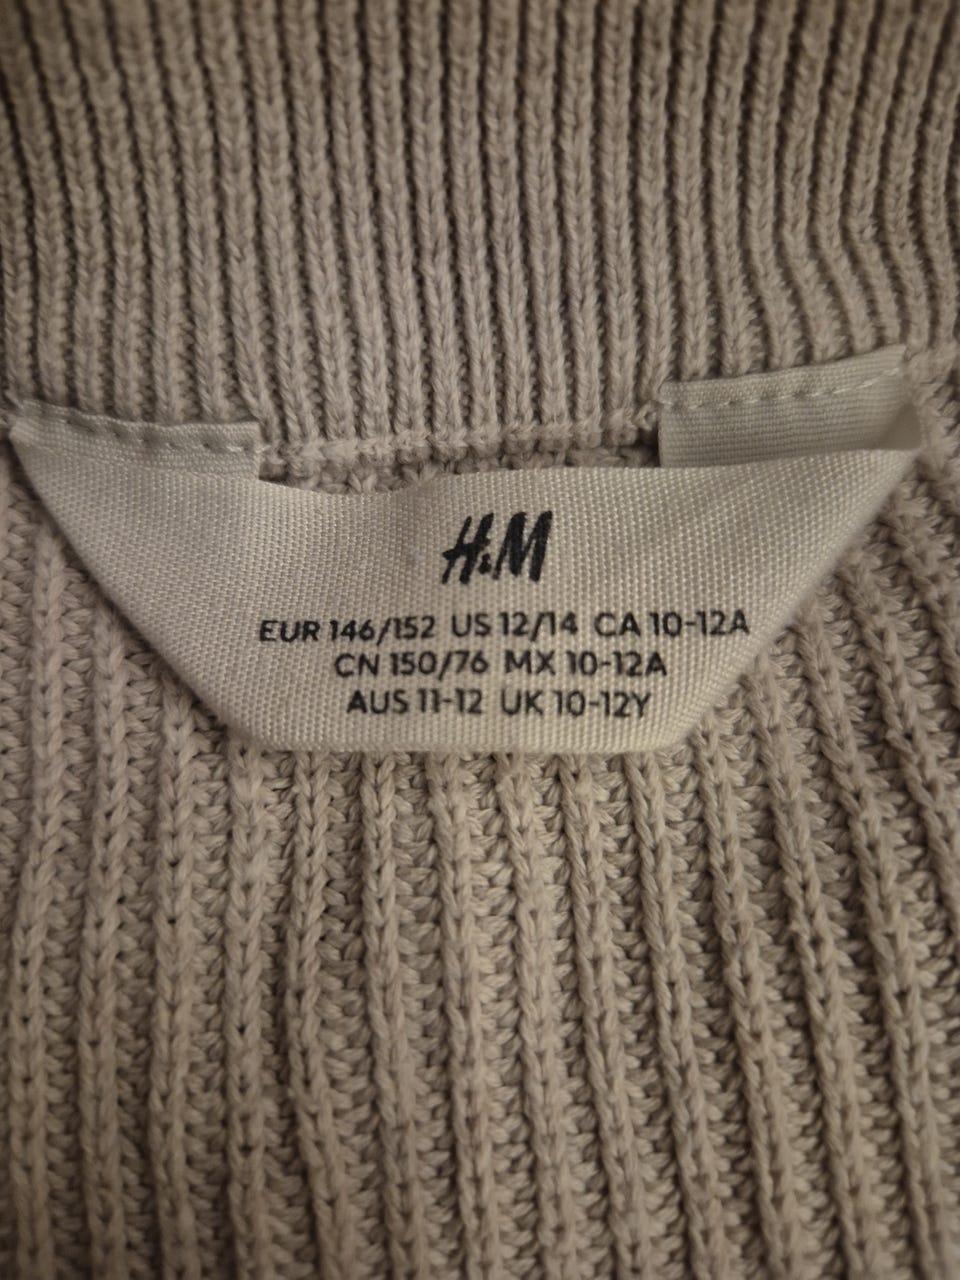 H&M
EUR 146/152 US 12/14 CA 10-12A
CN 150/76 MX 10-12A
AUS 11-12 UK 10-12Y